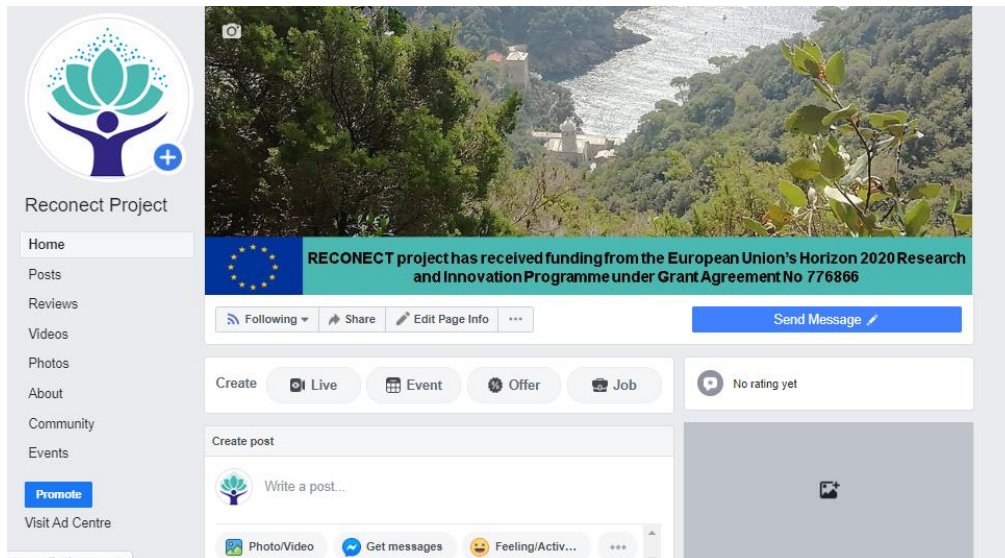 Reconect Project
Home
Posts
Reviews
Videos
Photos
About
Community
Events
Promote
Visit Ad Centre
RECONECT project has received funding from the European Union's Horizon 2020 Research
and Innovation Programme under Grant Agreement No 776866
Following
Share
Edit Page Info
Send Message
Create
Live
Event
Offer
Job
No rating yet
Create post
Write a post...
Photo/Video
Get messages
Feeling/Activ...